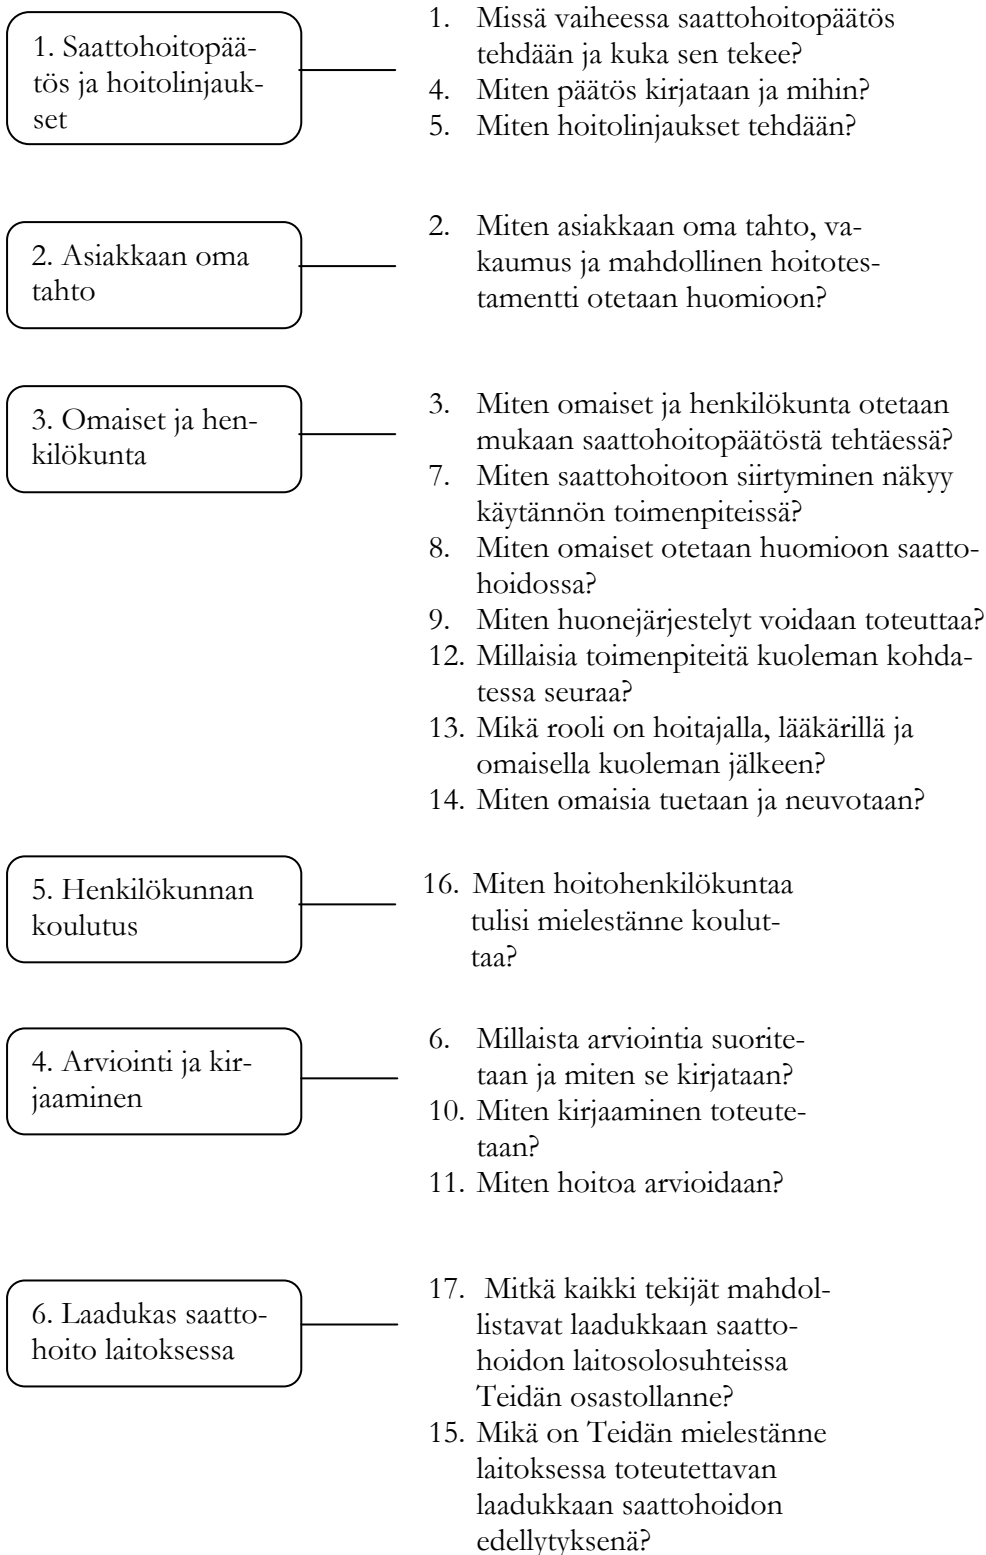 1. Saattohoitopää-
tös ja hoitolinjauk-
set
1. Missä vaiheessa saattohoitopäätös
tehdään ja kuka sen tekee?
4. Miten päätös kirjataan ja mihin?
5. Miten hoitolinjaukset tehdään?
2. Asiakkaan oma
tahto
2. Miten asiakkaan oma tahto, va-
kaumus ja mahdollinen hoitotes-
tamentti otetaan huomioon?
3. Omaiset ja hen-
kilökunta
3. Miten omaiset ja henkilökunta otetaan
mukaan saattohoitopäätöstä tehtäessä?
7. Miten saattohoitoon siirtyminen näkyy
käytännön toimenpiteissä?
8. Miten omaiset otetaan huomioon saatto-
hoidossa?
9. Miten huonejärjestelyt voidaan toteuttaa?
12. Millaisia toimenpiteitä kuoleman kohda-
tessa seuraa?
13. Mikä rooli on hoitajalla, lääkärillä ja
omaisella kuoleman jälkeen?
14. Miten omaisia tuetaan ja neuvotaan?
5. Henkilökunnan
koulutus
16. Miten hoitohenkilökuntaa
tulisi mielestänne koulut-
taa?
4. Arviointi ja kir-
jaaminen
6. Millaista arviointia suorite-
taan ja miten se kirjataan?
10. Miten kirjaaminen toteute-
taan?
11. Miten hoitoa arvioidaan?
6. Laadukas saatto-
hoito laitoksessa
17. Mitkä kaikki tekijät mahdol-
listavat laadukkaan saatto-
hoidon laitosolosuhteissa
Teidän osastollanne?
15. Mikä on Teidän mielestänne
laitoksessa toteutettavan
laadukkaan saattohoidon
edellytyksenä?